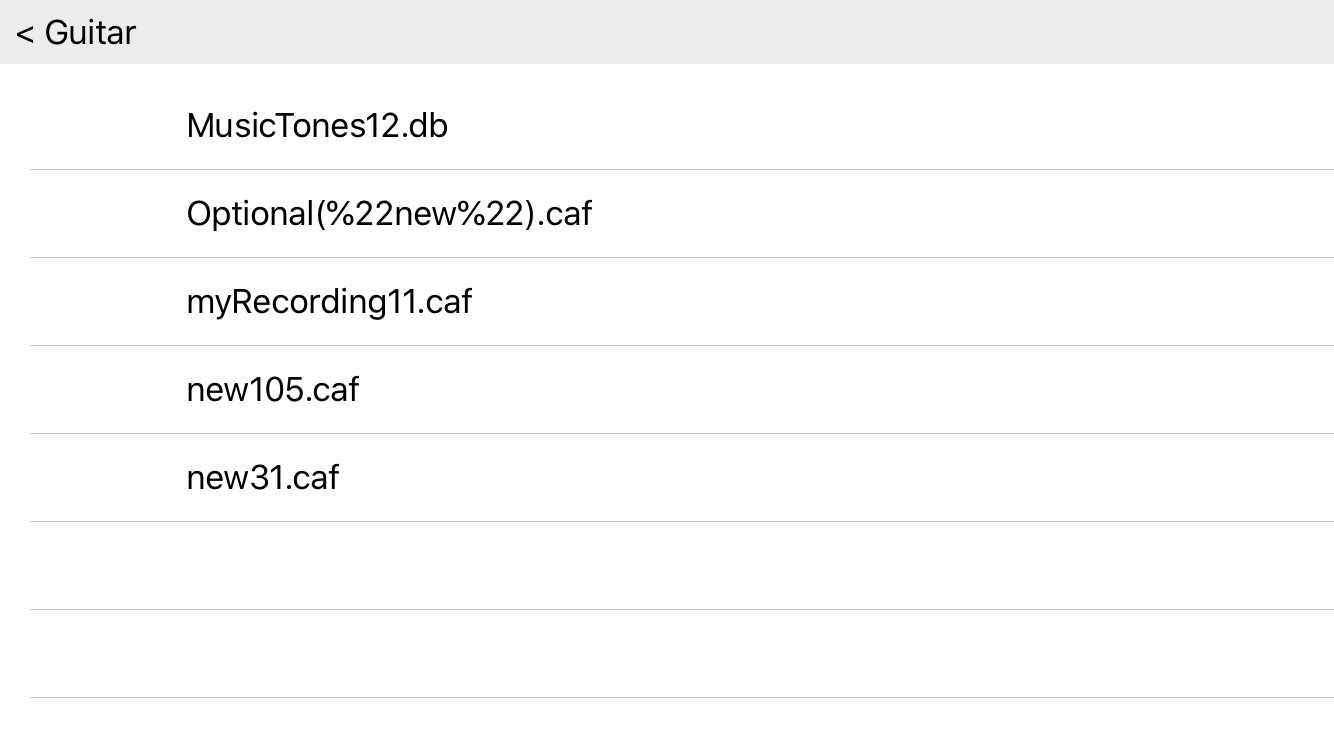 < Guitar
MusicTones12.db
Optional(%22new%22).caf
myRecording11.caf
new105.caf
new31.caf